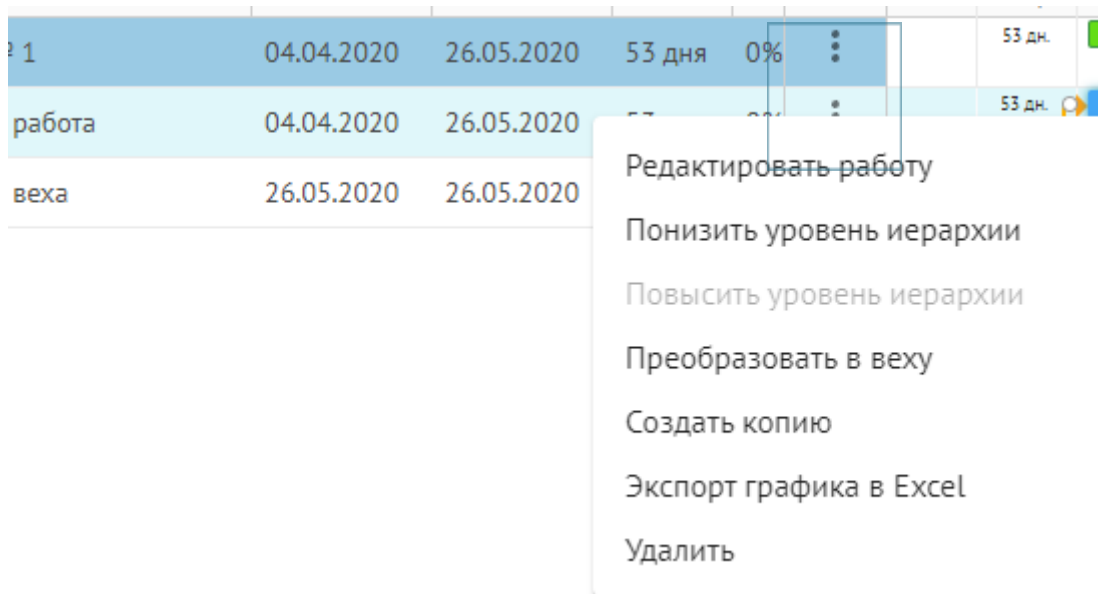 1 04.04.2020 26.05.2020 53 дня 0% 53 дн.
работа 04.04.2020 26.05.2020 53 дн.
веха 26.05.2020 26.05.2020
Редактировать работу
Понизить уровень иерархии
Повысить уровень иерархии
Преобразовать в веху
Создать копию
Экспорт графика в Excel
Удалить